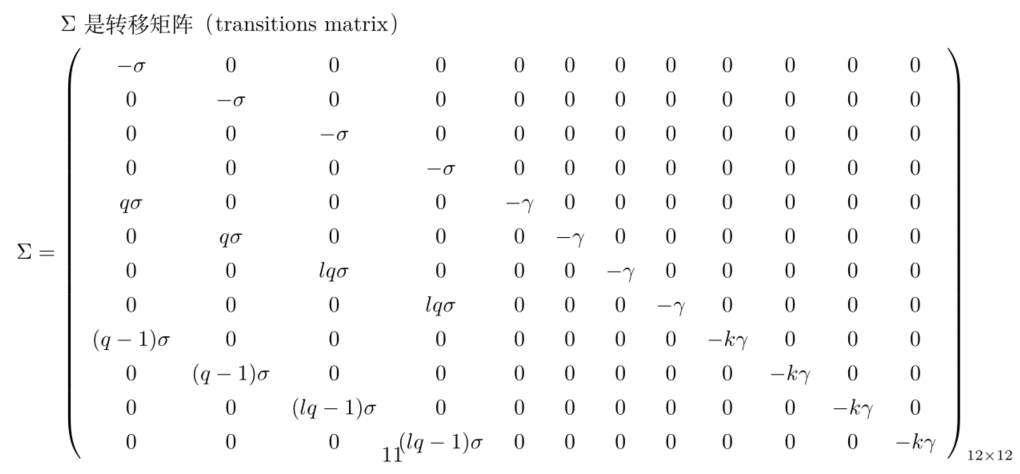 Σ 是转移矩阵（transitions matrix）
−σ 0 0 0 0 0 0 0 0 0 0 0
0 −σ 0 0 0 0 0 0 0 0 0 0
0 0 −σ 0 0 0 0 0 0 0 0 0
0 0 0 −σ 0 0 0 0 0 0 0 0
qσ 0 0 0 −γ 0 0 0 0 0 0 0
0 qσ 0 0 0 −γ 0 0 0 0 0 0
Σ = 0 0 lqσ 0 0 0 −γ 0 0 0 0 0
0 0 0 lqσ 0 0 0 −γ 0 0 0 0
(q − 1)σ 0 0 0 0 0 0 0 −kγ 0 0 0
0 (q − 1)σ 0 0 0 0 0 0 0 −kγ 0 0
0 0 (lq − 1)σ 0 0 0 0 0 0 0 −kγ 0
0 0 0 (lq − 1)σ 0 0 0 0 0 0 0 −kγ
12×12
11